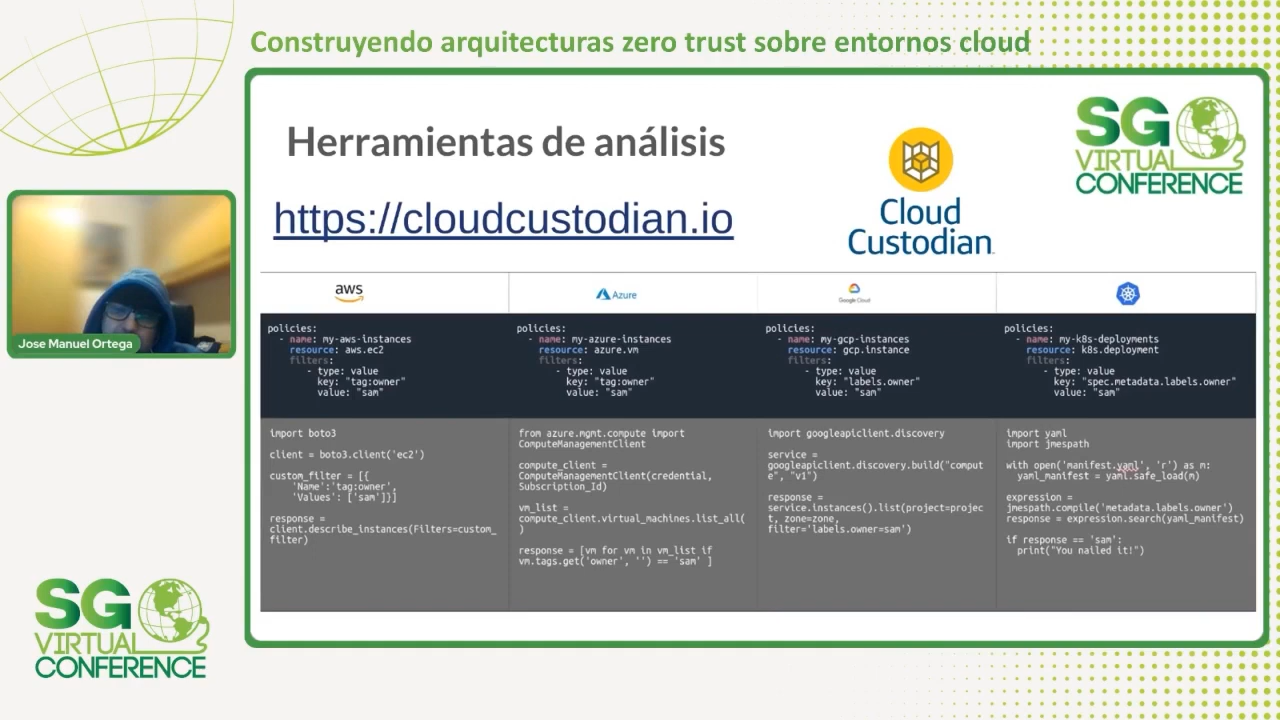 Construyendo arquitecturas zero trust sobre entornos cloud
Herramientas de análisis
https://cloudcustodian.io
Cloud
Custodian
SG
VIRTUAL
CONFERENCE
Jose Manuel Ortega
aws
policies:
- name: my-aws-instances
resource: aws.ec2
filters:
- type: value
key: "tag:owner"
value: "sam"
import boto3
client = boto3.client('ec2')
custom_filter = [{
'Name':'tag:owner',
'Values': ['sam']}]
response =
client.describe_instances(Filters=custom_
filter)
Azure
policies:
- name: my-azure-instances
resource: azure.vm
filters:
- type: value
key: "tag:owner"
value: "sam"
from azure.mgmt.compute import
ComputeManagementClient
compute_client =
ComputeManagementClient(credential,
Subscription_Id)
vm_list =
compute_client.virtual_machines.list_all(
)
response = [vm for vm in vm_list if
vm.tags.get('owner', '') == 'sam' ]
Google Cloud
policies:
- name: my-gcp-instances
resource: gcp.instance
filters:
- type: value
key: "labels.owner"
value: "sam"
import googleapiclient.discovery
service =
googleapiclient.discovery.build("comput
e", "v1")
response =
service.instances().list(project=projec
t, zone=zone,
filter='labels.owner=sam')
policies:
- name: my-k8s-deployments
resource: k8s.deployment
filters:
- type: value
key: "spec.metadata.labels.owner"
value: "sam"
import yaml
import jmespath
with open('manifest.yaml', 'r') as m:
yaml_manifest = yaml.safe_load(m)
expression =
jmespath.compile('metadata.labels.owner')
response = expression.search(yaml_manifest)
if response == 'sam':
print("You nailed it!")
SG
VIRTUAL
CONFERENCE